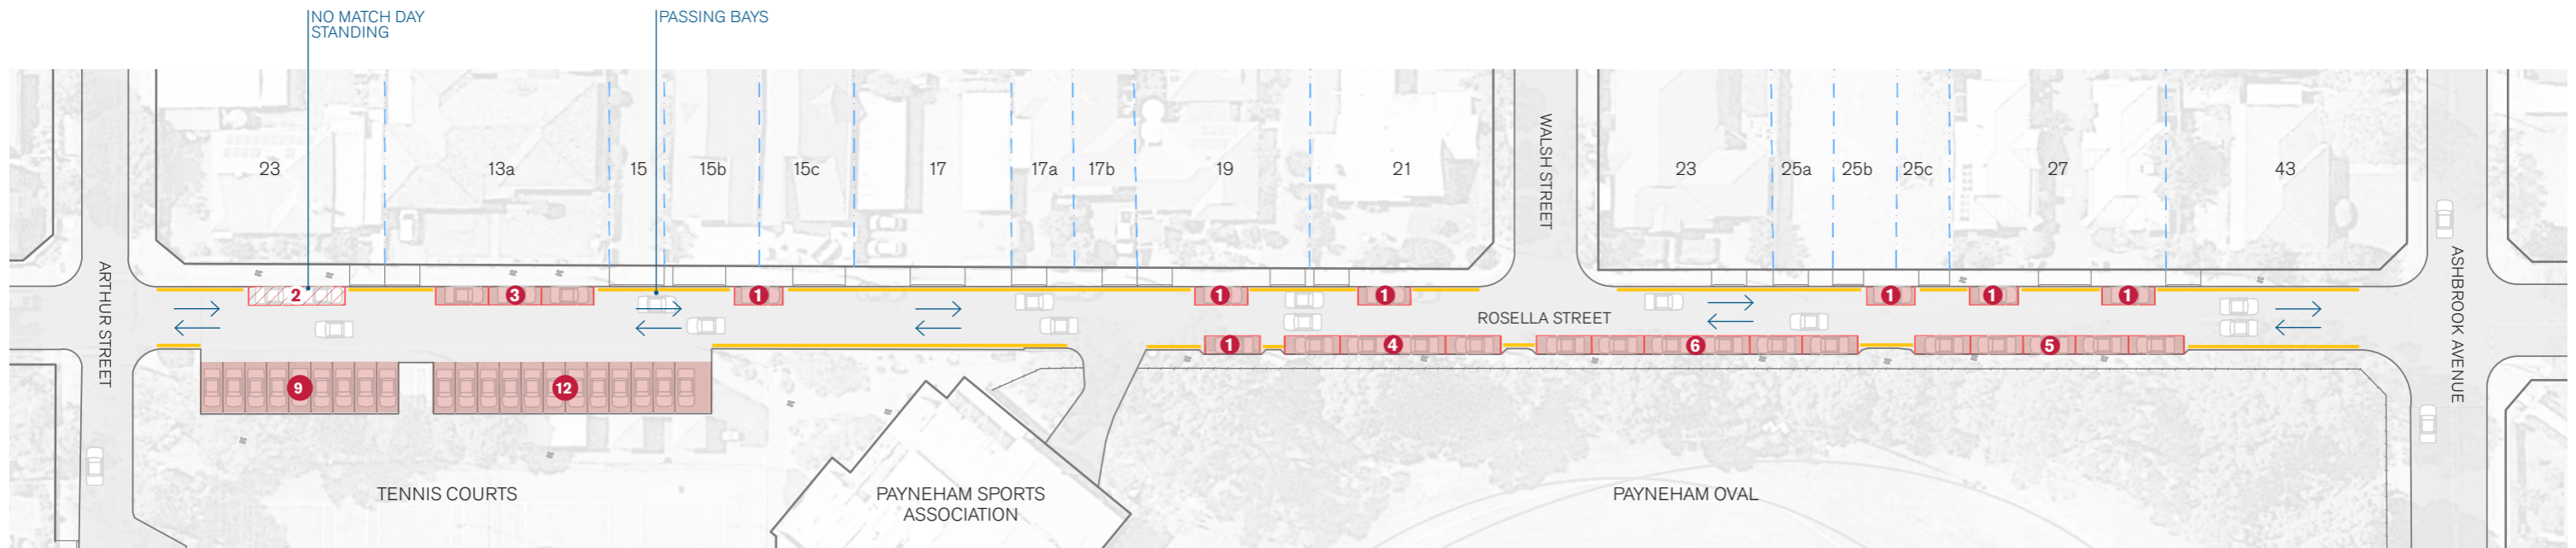 NO MATCH DAY
STANDING
PASSING BAYS
23
13a
15
15b
15c
17
17a
17b
19
21
WALSH STREET
23
25a
25b
25c
27
43
ARTHUR STREET
ASHBROOK AVENUE
2
3
1
1
1
1
1
1
ROSELLA STREET
1
4
6
5
9
12
TENNIS COURTS
PAYNEHAM SPORTS
ASSOCIATION
PAYNEHAM OVAL